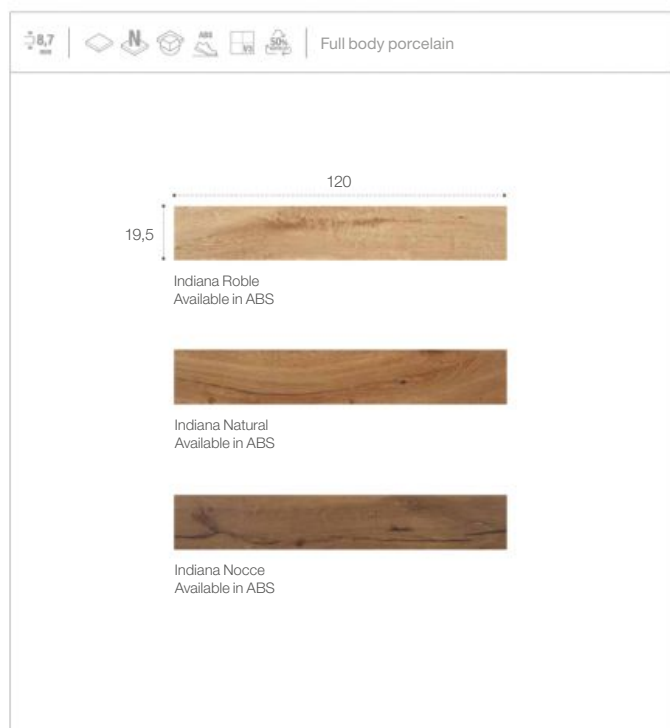 8,7
mm
N
ABS
V3
50%
Full body porcelain
120
19,5
Indiana Roble
Available in ABS
Indiana Natural
Available in ABS
Indiana Nocce
Available in ABS